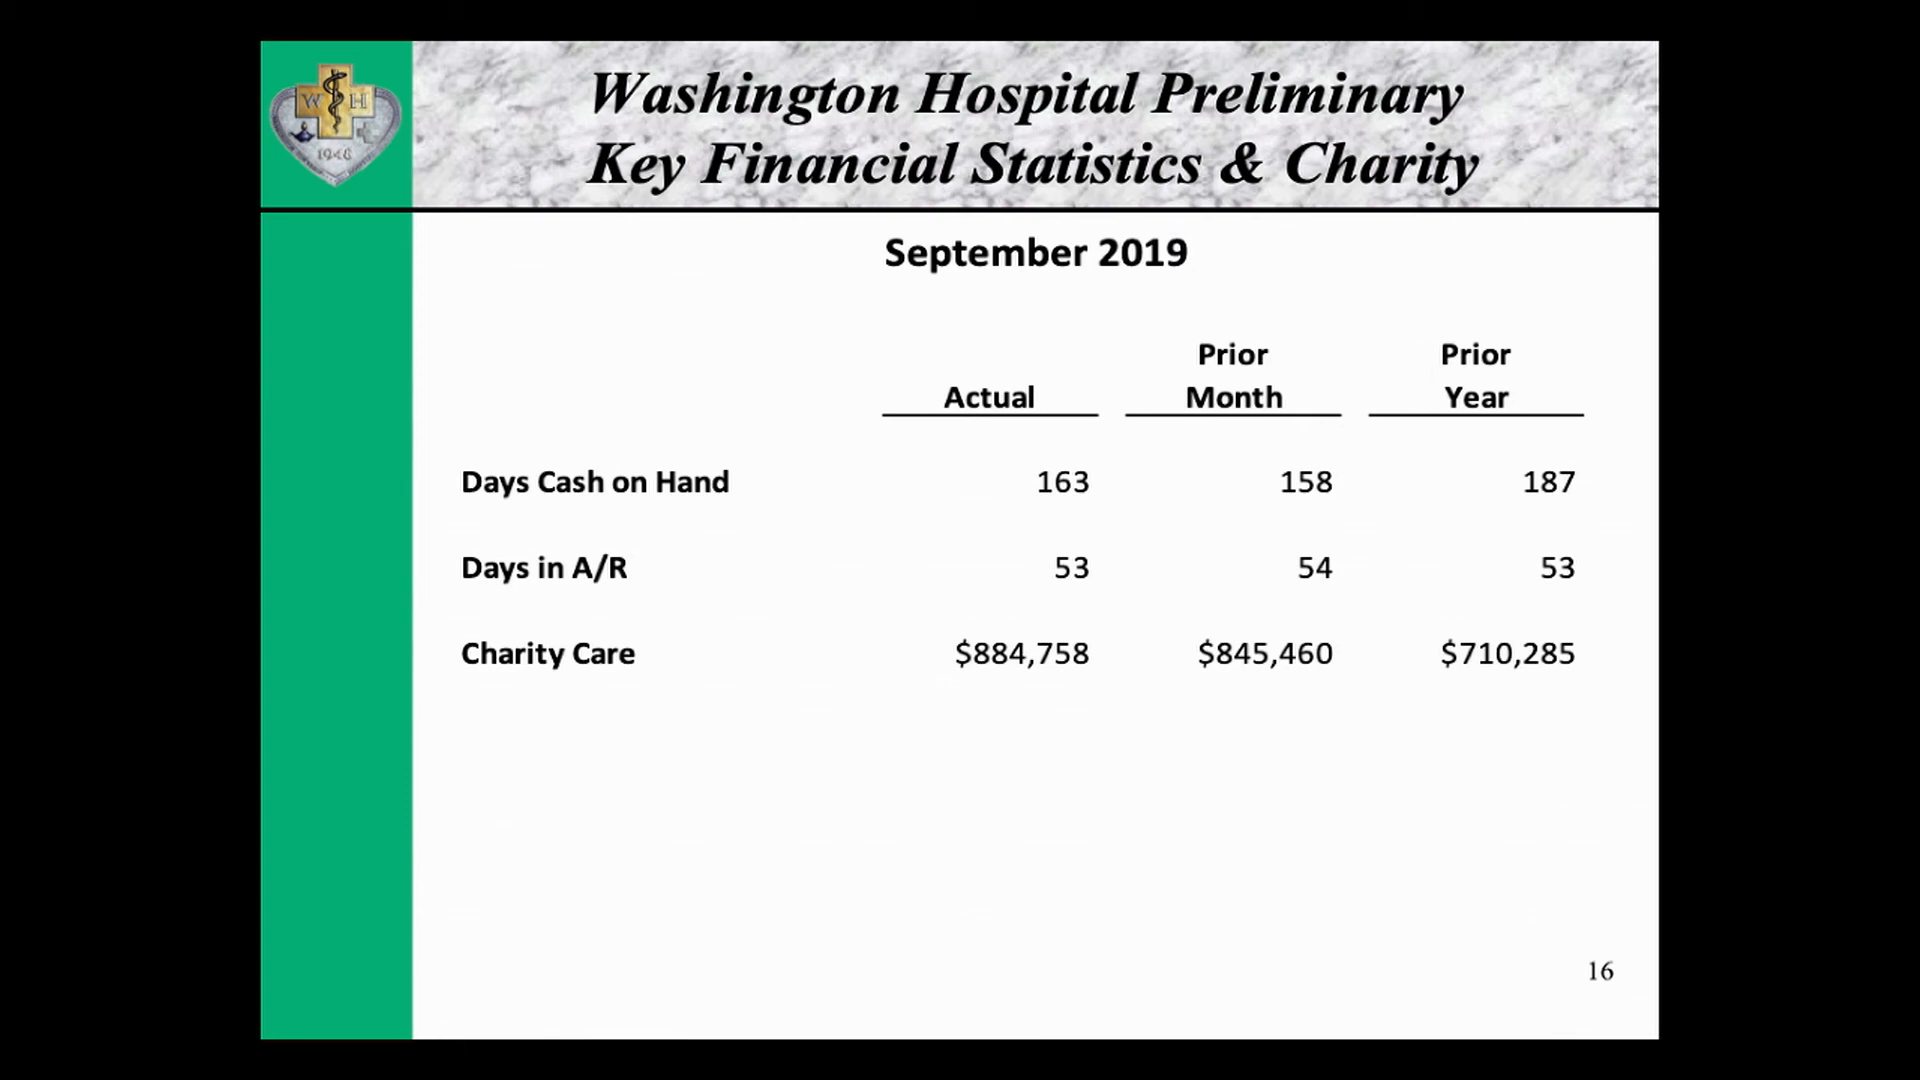 W H
1948
Washington Hospital Preliminary
Key Financial Statistics & Charity
September 2019
Prior Prior
Actual Month Year
Days Cash on Hand 163 158 187
Days in A/R 53 54 53
Charity Care $884,758 $845,460 $710,285
16